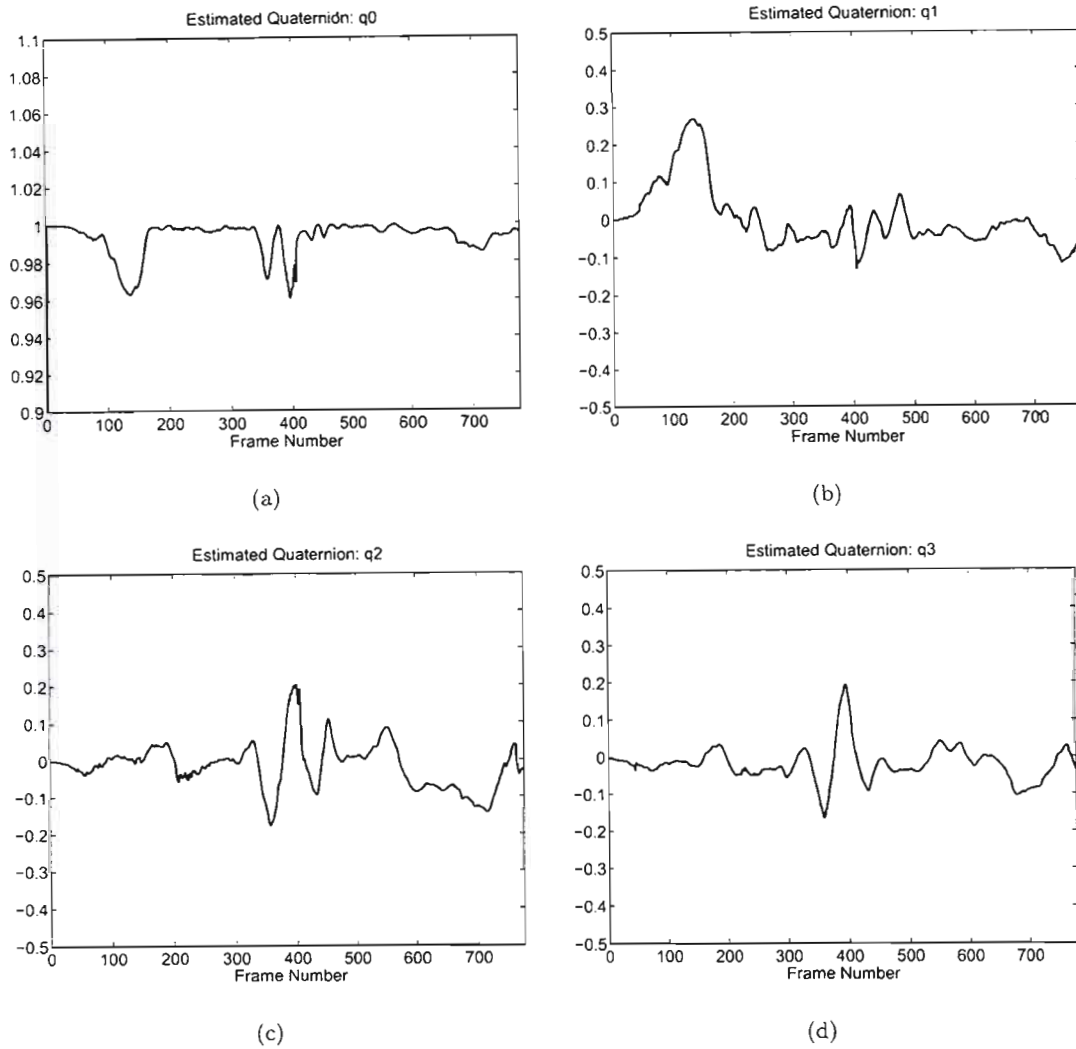 Estimated Quaternion: q0
1.1
1.08
1.06
1.04
1.02
1
0.98
0.96
0.94
0.92
0.9
0 100 200 300 400 500 600 700
Frame Number
(a)
Estimated Quaternion: q1
0.5
0.4
0.3
0.2
0.1
0
−0.1
−0.2
−0.3
−0.4
−0.5
0 100 200 300 400 500 600 700
Frame Number
(b)
Estimated Quaternion: q2
0.5
0.4
0.3
0.2
0.1
0
−0.1
−0.2
−0.3
−0.4
−0.5
0 100 200 300 400 500 600 700
Frame Number
(c)
Estimated Quaternion: q3
0.5
0.4
0.3
0.2
0.1
0
−0.1
−0.2
−0.3
−0.4
−0.5
0 100 200 300 400 500 600 700
Frame Number
(d)